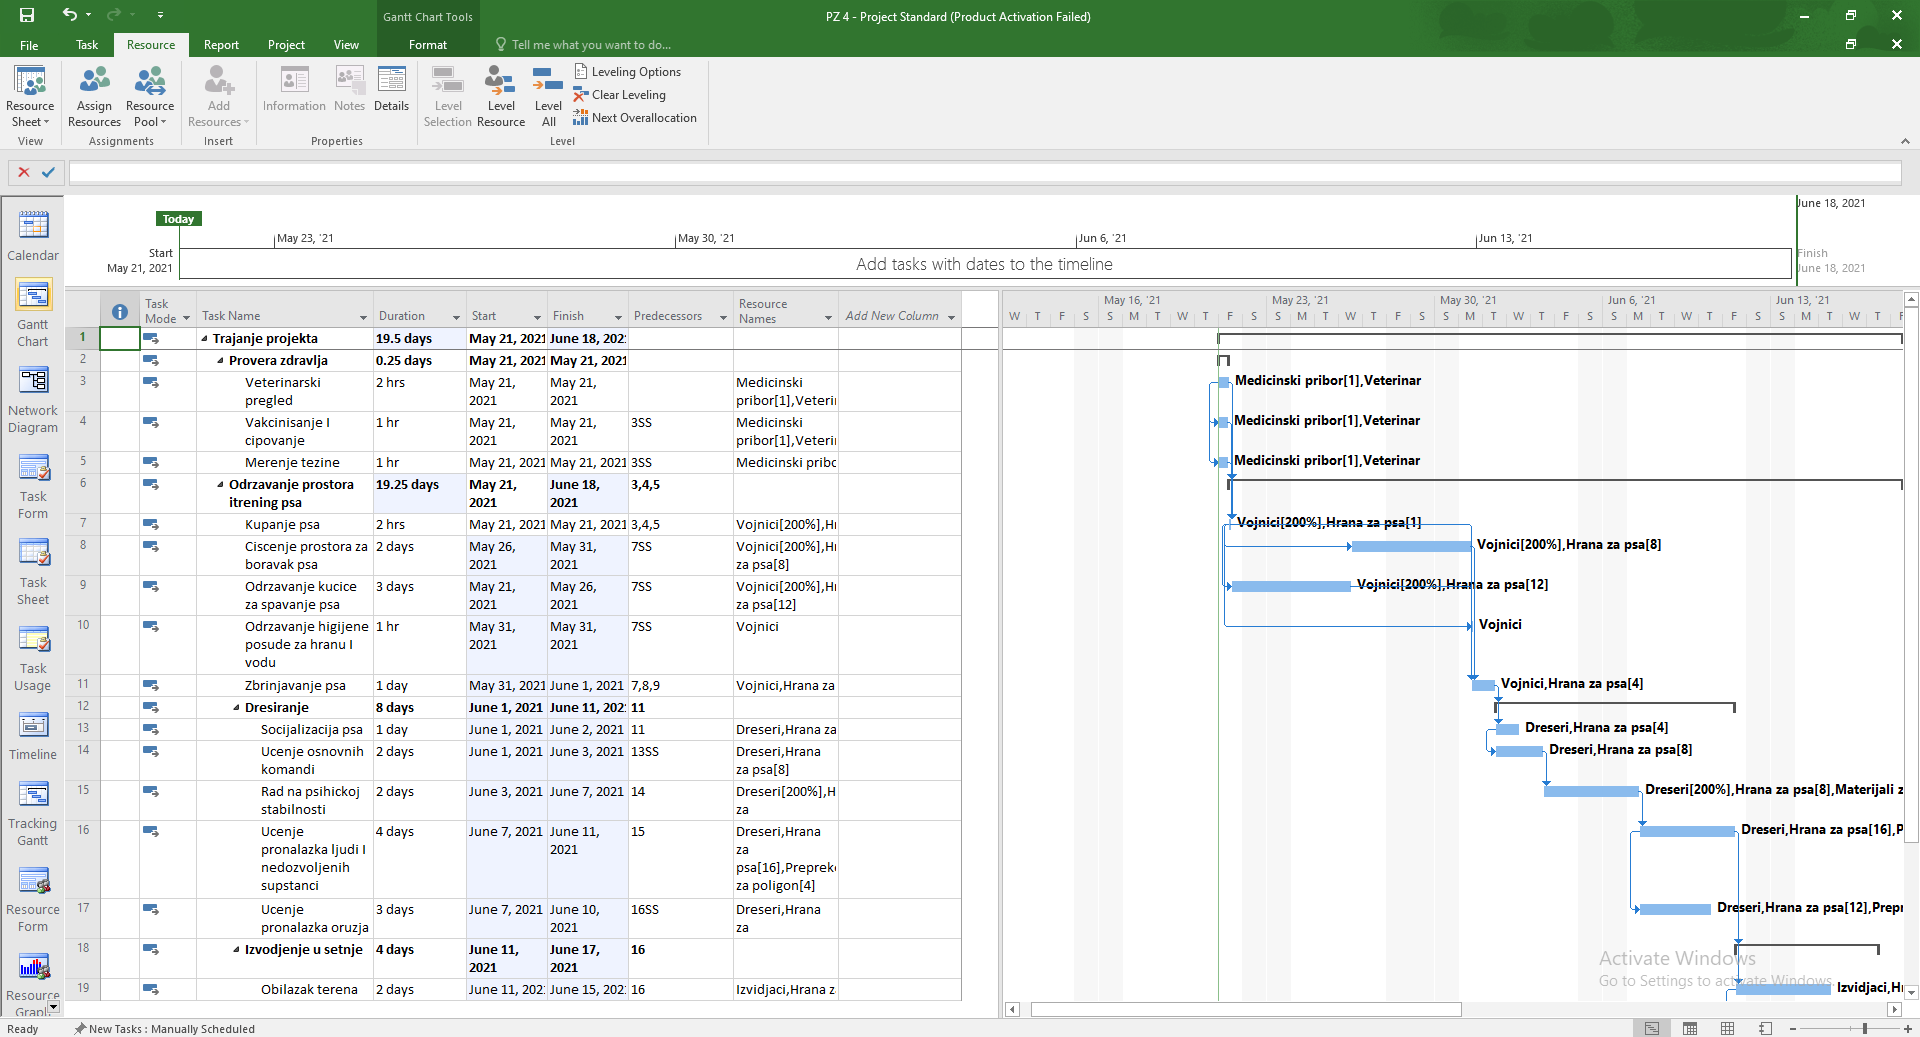 Gantt Chart Tools
PZ 4 - Project Standard (Product Activation Failed)
File Task Resource Report Project View Format Tell me what you want to do...
Resource Sheet
Assign Resources
Resource Pool
Add Resources
Information
Notes
Details
Level Selection
Level Resource
Level All
Leveling Options
Clear Leveling
Next Overallocation
View Assignments Insert Properties Level
Today
June 18, 2021
May 23, '21 May 30, '21 Jun 6, '21 Jun 13, '21
Start
May 21, 2021
Add tasks with dates to the timeline
Finish
June 18, 2021
Calendar
Gantt Chart
Network Diagram
Task Form
Task Sheet
Task Usage
Timeline
Tracking Gantt
Resource Form
Resource Graph
Task Mode Task Name Duration Start Finish Predecessors Resource Names Add New Column
1 Trajanje projekta 19.5 days May 21, 2021 June 18, 202
2 Provera zdravlja 0.25 days May 21, 2021 May 21, 2021
3 Veterinarski pregled 2 hrs May 21, 2021 May 21, 2021 Medicinski pribor[1],Veterin
4 Vakcinisanje I cipovanje 1 hr May 21, 2021 May 21, 2021 3SS Medicinski pribor[1],Veterin
5 Merenje tezine 1 hr May 21, 2021 May 21, 2021 3SS Medicinski pribo
6 Odrzavanje prostora itrening psa 19.25 days May 21, 2021 June 18, 2021 3,4,5
7 Kupanje psa 2 hrs May 21, 2021 May 21, 2021 3,4,5 Vojnici[200%],Hr
8 Ciscenje prostora za boravak psa 2 days May 26, 2021 May 31, 2021 7SS Vojnici[200%],Hr za psa[8]
9 Odrzavanje kucice za spavanje psa 3 days May 21, 2021 May 26, 2021 7SS Vojnici[200%],Hr za psa[12]
10 Odrzavanje higijene posude za hranu I vodu 1 hr May 31, 2021 May 31, 2021 7SS Vojnici
11 Zbrinjavanje psa 1 day May 31, 2021 June 1, 2021 7,8,9 Vojnici,Hrana za
12 Dresiranje 8 days June 1, 2021 June 11, 202 11
13 Socijalizacija psa 1 day June 1, 2021 June 2, 2021 11 Dreseri,Hrana za
14 Ucenje osnovnih komandi 2 days June 1, 2021 June 3, 2021 13SS Dreseri,Hrana za psa[8]
15 Rad na psihickoj stabilnosti 2 days June 3, 2021 June 7, 2021 14 Dreseri[200%],H za
16 Ucenje pronalazka ljudi I nedozvoljenih supstanci 4 days June 7, 2021 June 11, 2021 15 Dreseri,Hrana za psa[16],Preprek za poligon[4]
17 Ucenje pronalazka oruzja 3 days June 7, 2021 June 10, 2021 16SS Dreseri,Hrana za
18 Izvodjenje u setnje 4 days June 11, 2021 June 17, 2021 16
19 Obilazak terena 2 days June 11, 202 June 15, 202 16 Izvidjaci,Hrana z
May 16, '21 May 23, '21 May 30, '21 Jun 6, '21 Jun 13, '21
W T F S S M T W T F S S M T W T F S S M T W T F S S M T W T F S S M T W T F
Medicinski pribor[1],Veterinar
Medicinski pribor[1],Veterinar
Medicinski pribor[1],Veterinar
Vojnici[200%],Hrana za psa[1]
Vojnici[200%],Hrana za psa[8]
Vojnici[200%],Hrana za psa[12]
Vojnici
Vojnici,Hrana za psa[4]
Dreseri,Hrana za psa[4]
Dreseri,Hrana za psa[8]
Dreseri[200%],Hrana za psa[8],Materijali z
Dreseri,Hrana za psa[16],P
Dreseri,Hrana za psa[12],Prepr
Izvidjaci,H
Activate Windows
Go to Settings to activate Windows.
Ready New Tasks : Manually Scheduled